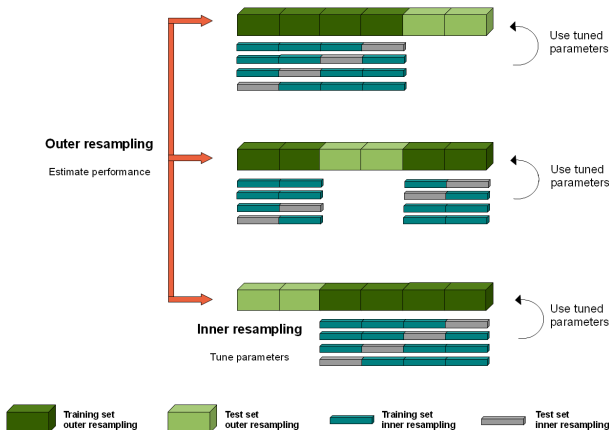 Use tuned
parameters
Outer resampling
Estimate performance
Use tuned
parameters
Inner resampling
Tune parameters
Use tuned
parameters
Training set
outer resampling
Test set
outer resampling
Training set
inner resampling
Test set
inner resampling